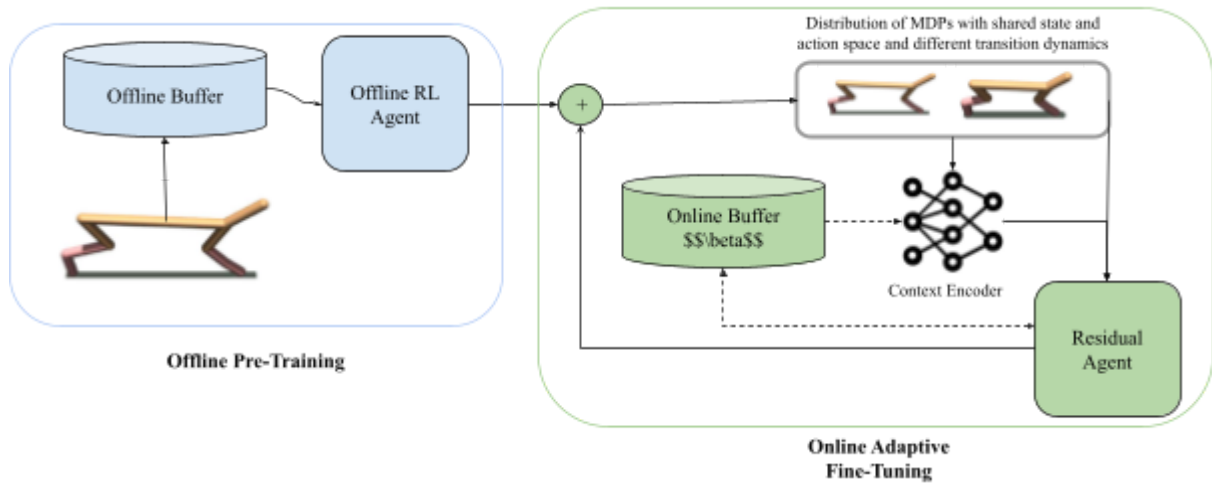 Offline Buffer
Offline RL
Agent
Offline Pre-Training
Distribution of MDPs with shared state and
action space and different transition dynamics
+
Online Buffer
$$\beta$$
Context Encoder
Residual
Agent
Online Adaptive
Fine-Tuning